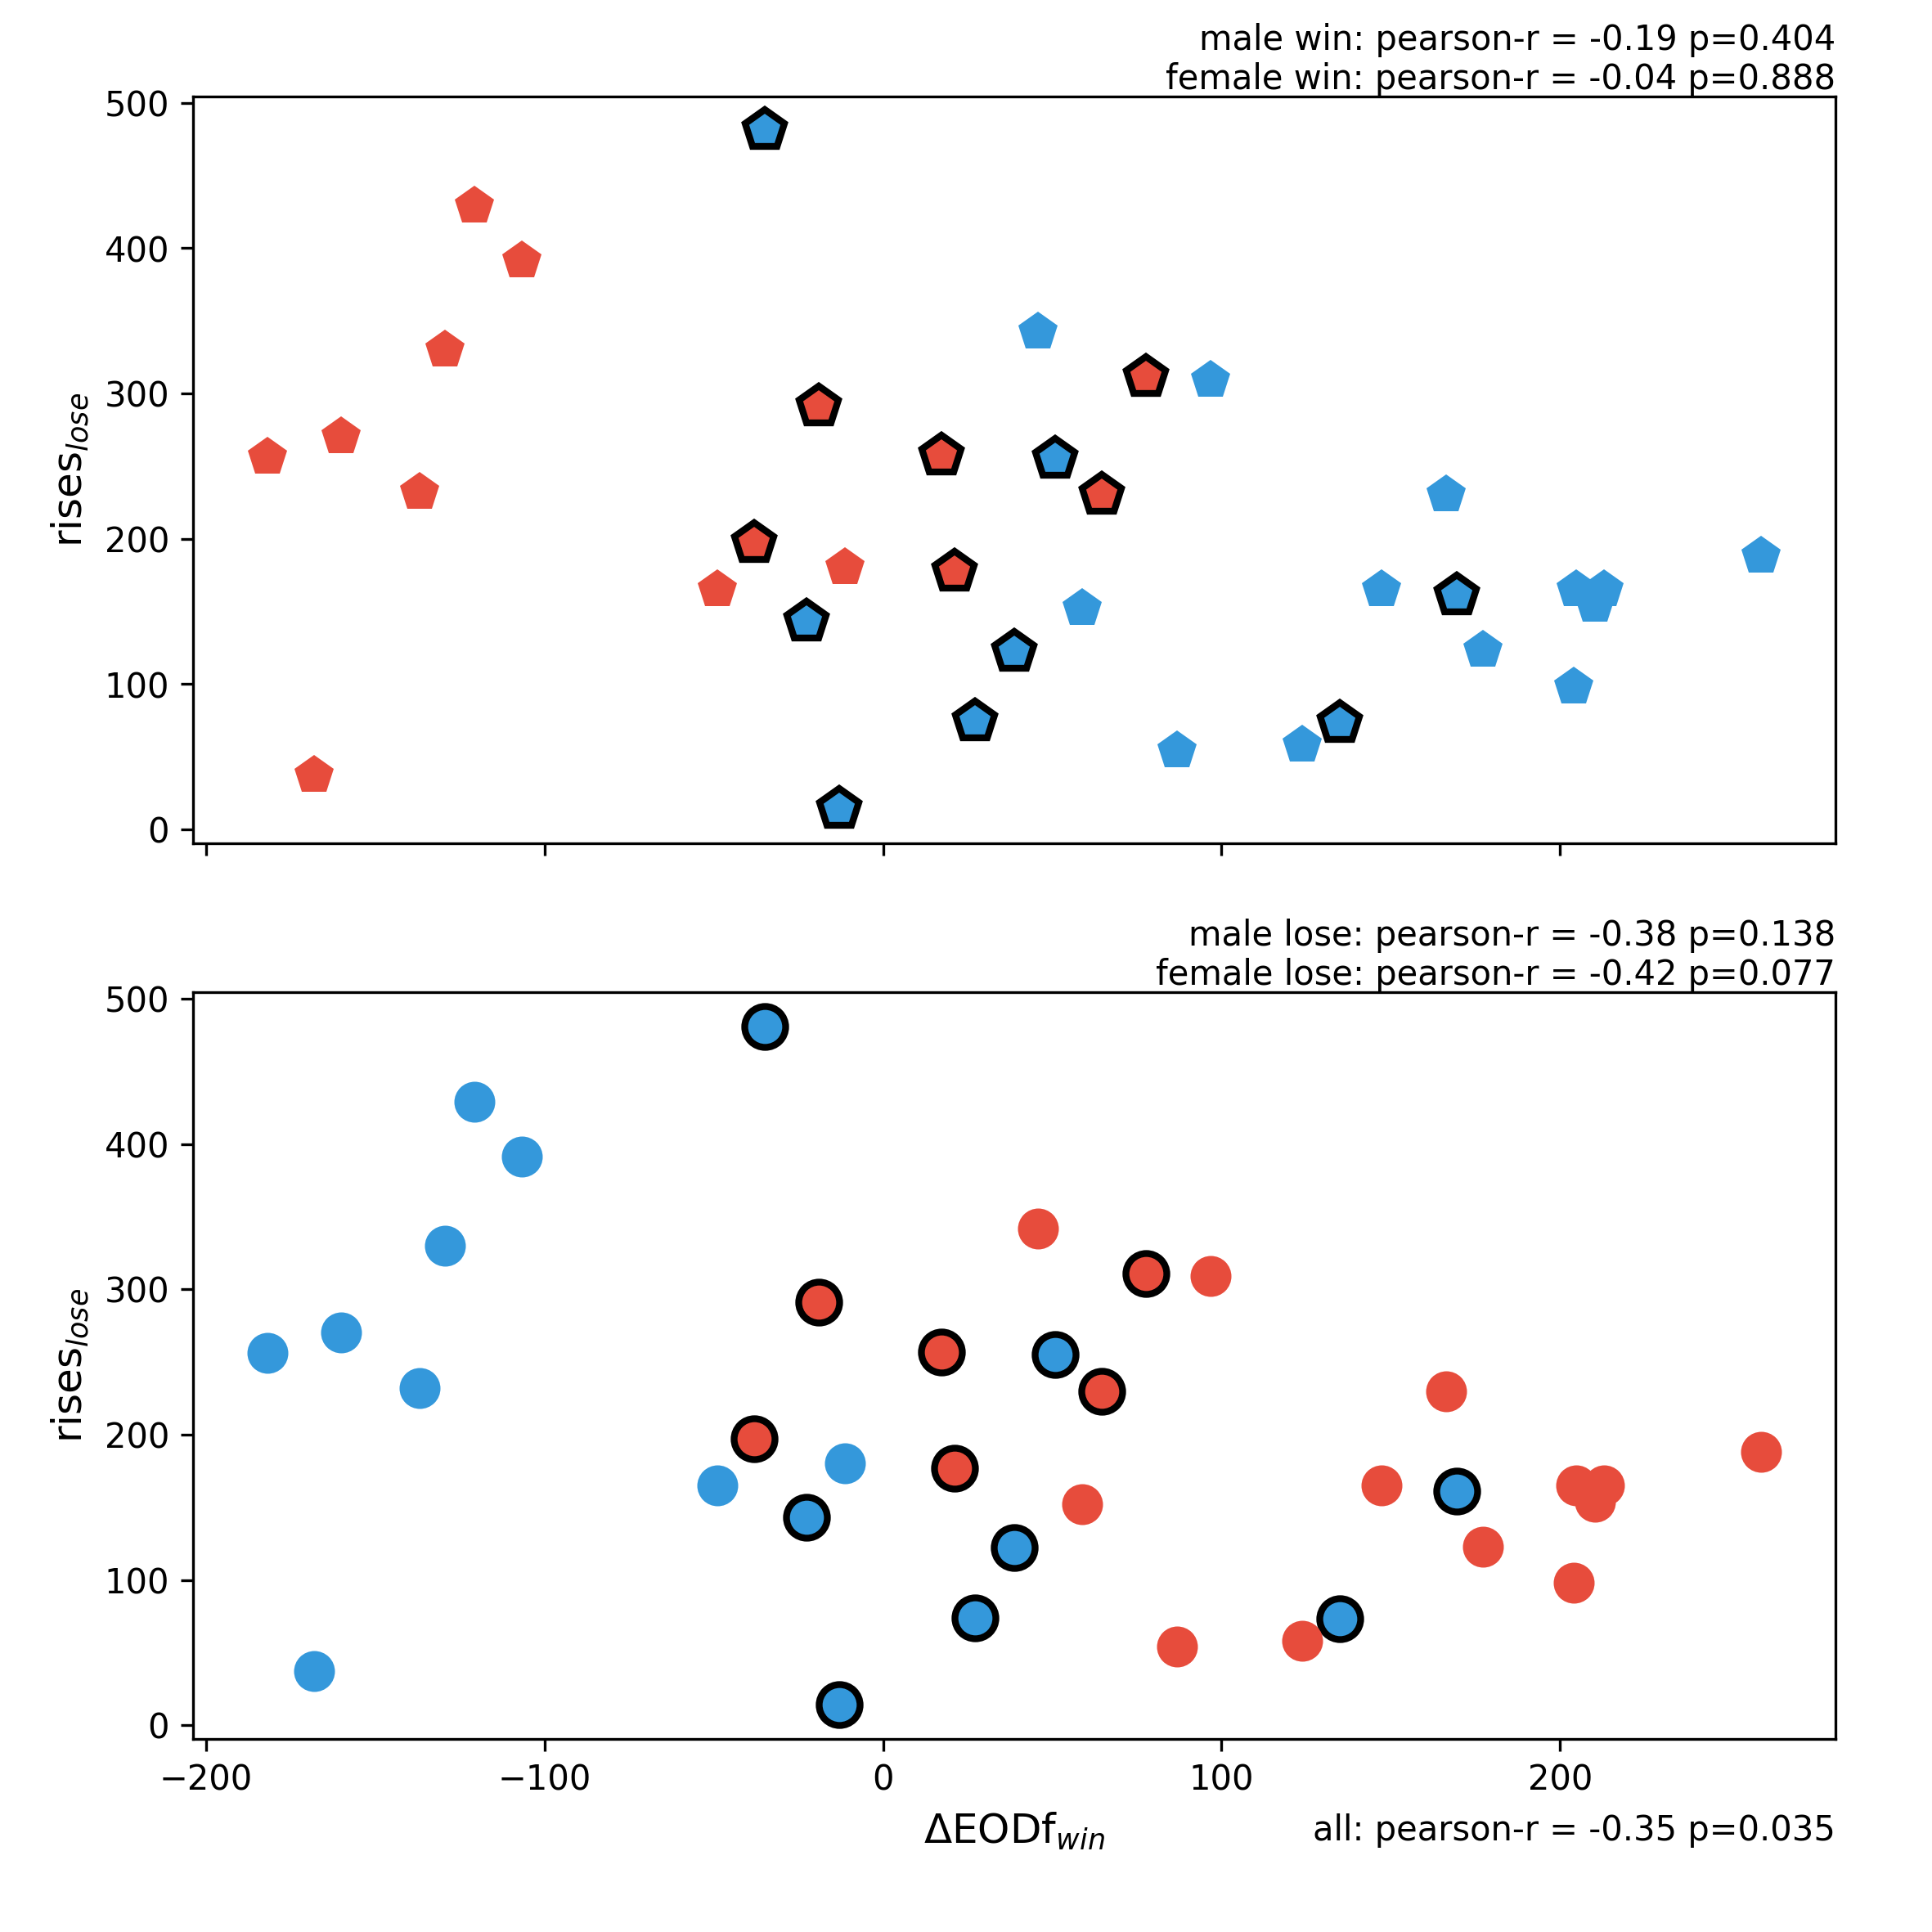 male win: pearson-r = -0.19 p=0.404
female win: pearson-r = -0.04 p=0.888
500
400
300
200
100
0
rises_lose
male lose: pearson-r = -0.38 p=0.138
female lose: pearson-r = -0.42 p=0.077
500
400
300
200
100
0
rises_lose
−200 −100 0 100 200
ΔEODf_win
all: pearson-r = -0.35 p=0.035